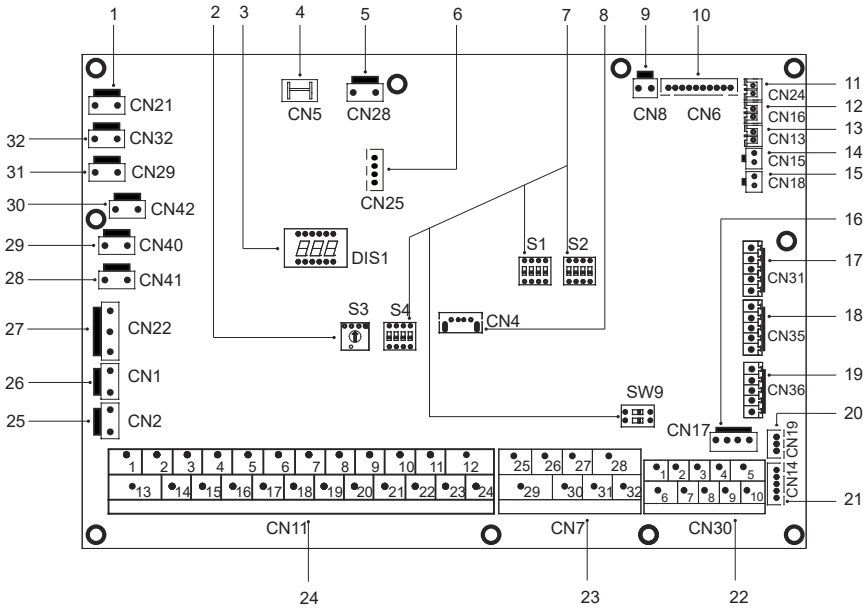 1 2 3 4 5 6 7 8 9 10
CN21 CN5 CN28 CN8 CN6 CN24 11
CN16 12
32 CN32 CN13 13
CN15 14
31 CN29 CN25 CN18 15
30 CN42 16
29 CN40 DIS1 S1 S2
28 CN41 CN31 17
27 CN22 S3 S4 CN4 CN35 18
26 CN1 CN36 19
25 CN2 SW9 CN17 CN19 20
1 2 3 4 5 6 7 8 9 10 11 12 25 26 27 28 1 2 3 4 5
13 14 15 16 17 18 19 20 21 22 23 24 29 30 31 32 6 7 8 9 10 CN14 21
CN11 CN7 CN30
24 23 22